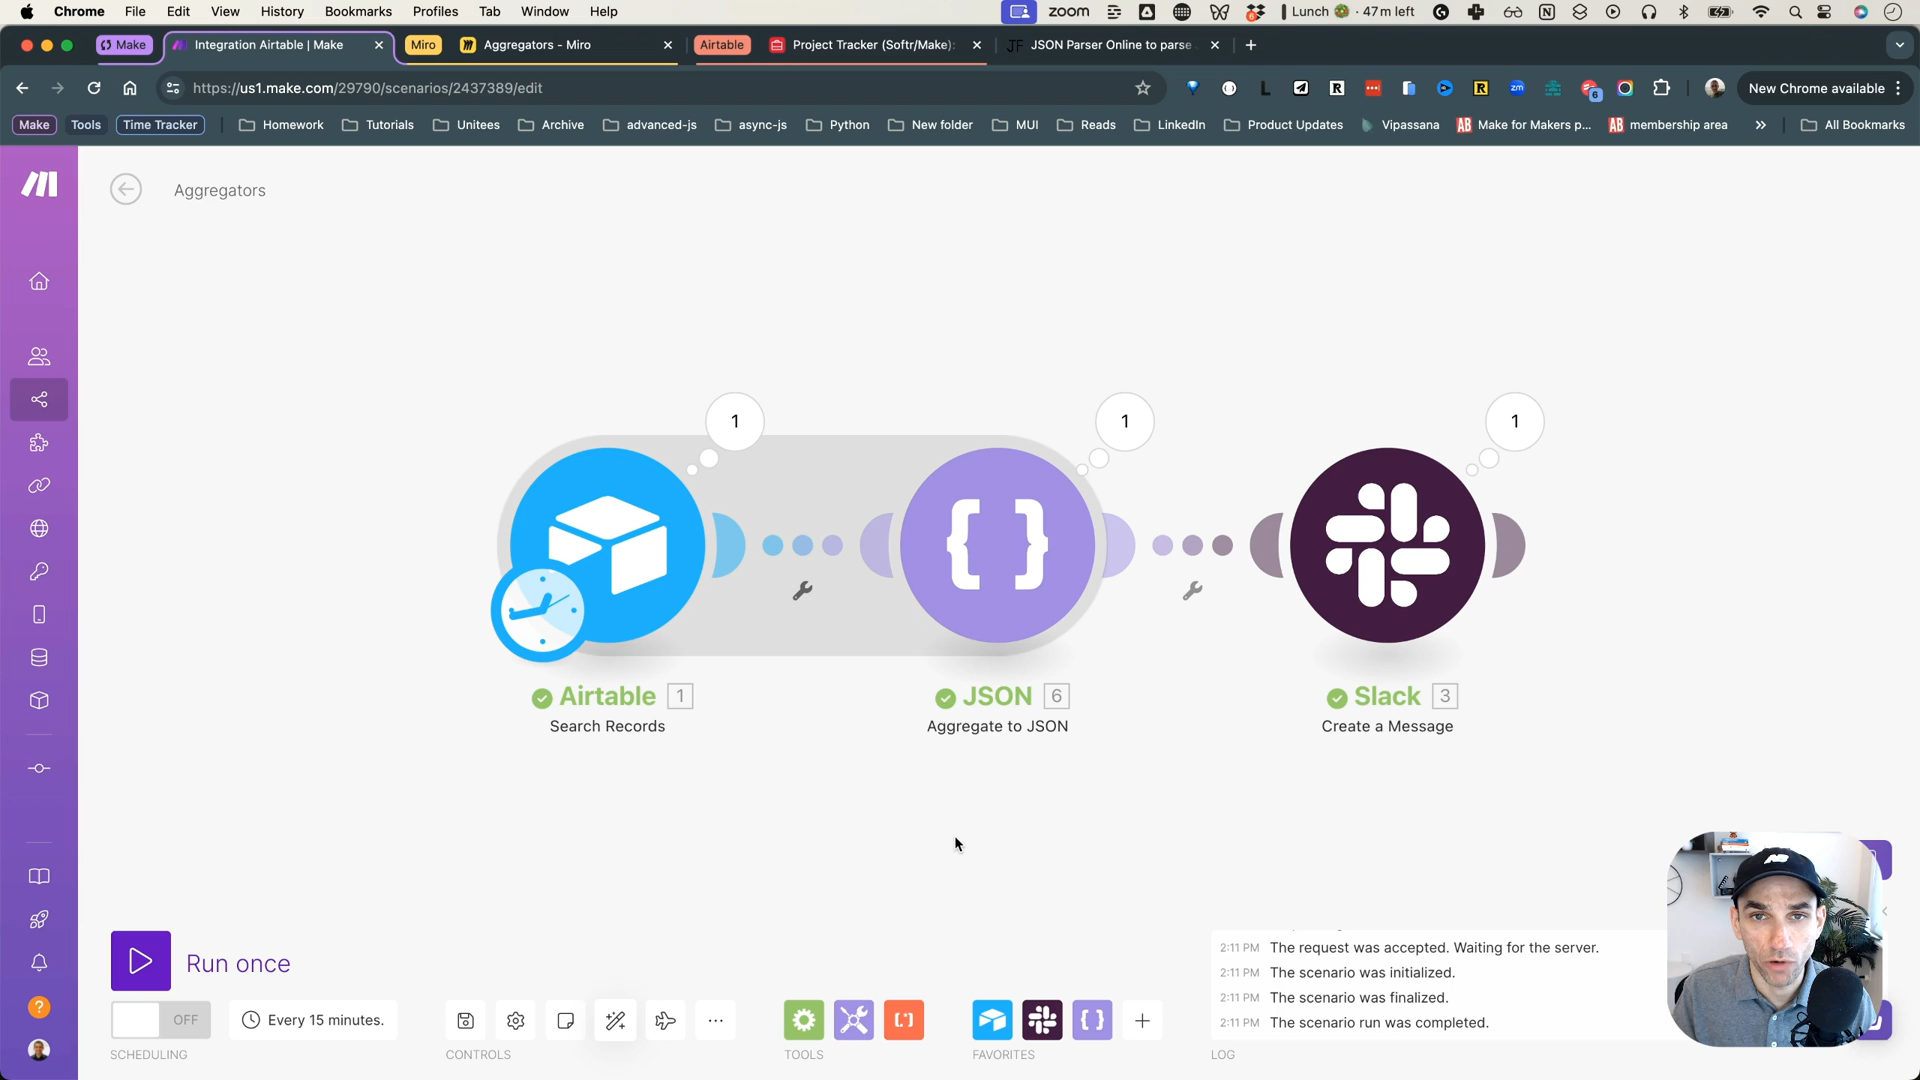 Chrome File Edit View History Bookmarks Profiles Tab Window Help
zoom Lunch · 47m left
Make Integration Airtable | Make Miro Aggregators - Miro Airtable Project Tracker (Softr/Make): JSON Parser Online to parse
https://us1.make.com/29790/scenarios/2437389/edit New Chrome available
Make Tools Time Tracker Homework Tutorials Unitees Archive advanced-js async-js Python New folder MUI Reads LinkedIn Product Updates Vipassana Make for Makers p... membership area All Bookmarks
Aggregators
1 1 1
Airtable 1 JSON 6 Slack 3
Search Records Aggregate to JSON Create a Message
Run once
2:11 PM The request was accepted. Waiting for the server.
2:11 PM The scenario was initialized.
2:11 PM The scenario was finalized.
2:11 PM The scenario run was completed.
OFF Every 15 minutes.
SCHEDULING CONTROLS TOOLS FAVORITES LOG